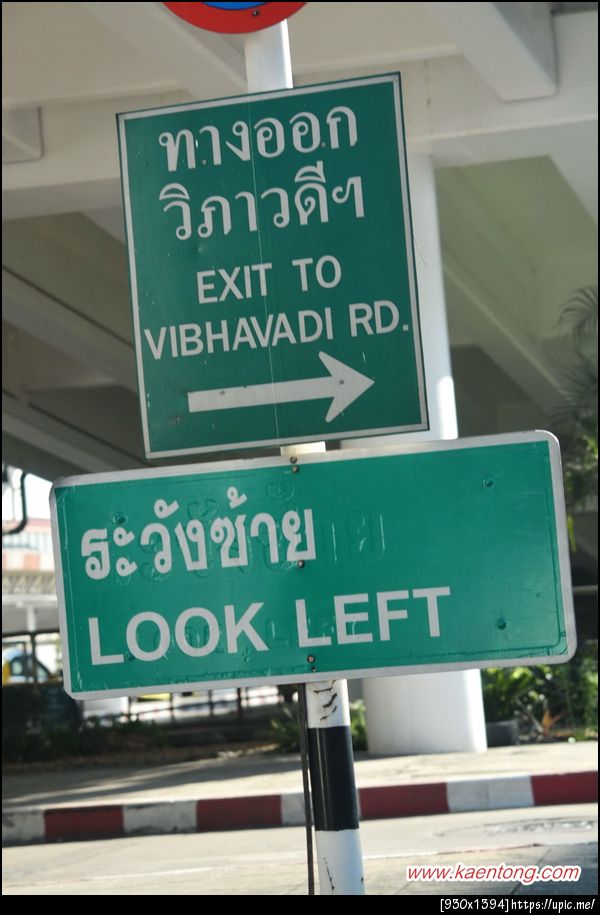 ทางออก
วิภาวดีฯ
EXIT TO
VIBHAVADI RD.
ระวังซ้าย
LOOK LEFT
www.kaentong.com
[950x1394]https://upic.me/